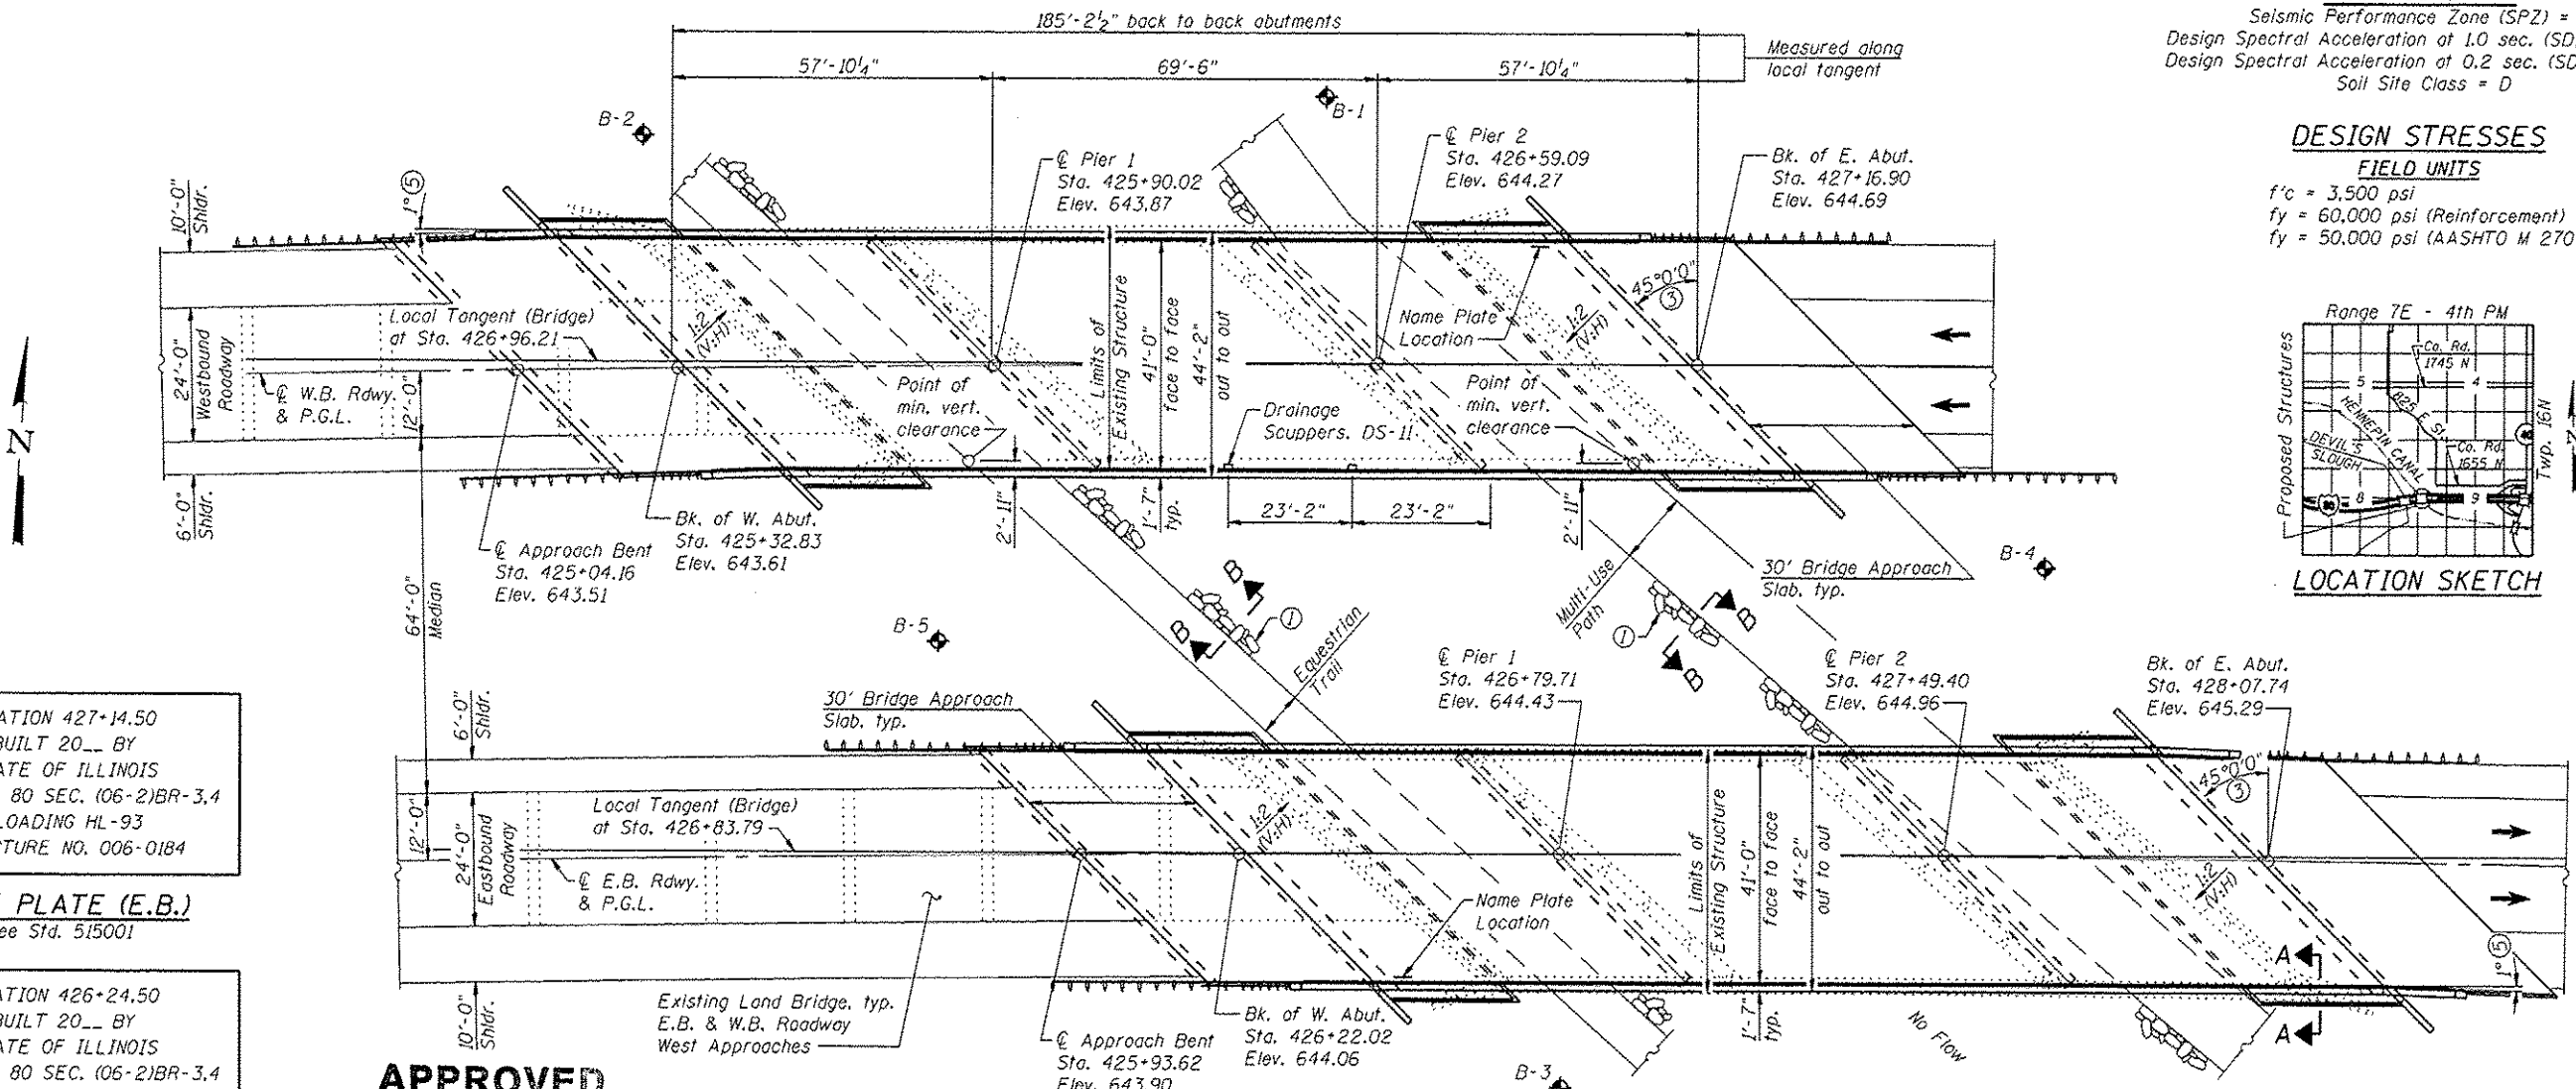 185'-2½" back to back abutments
57'-10¼"
69'-6"
57'-10¼"
Measured along
local tangent
Seismic Performance Zone (SPZ) =
Design Spectral Acceleration at 1.0 sec. (SD
Design Spectral Acceleration at 0.2 sec. (SD
Soil Site Class = D
DESIGN STRESSES
FIELD UNITS
f'c = 3,500 psi
fy = 60,000 psi (Reinforcement)
fy = 50,000 psi (AASHTO M 270
Range 7E - 4th PM
Proposed Structures
Co. Rd.
1745 N
5
4
825 E St.
HENNEPIN CANAL
DEVIL'S
SLOUGH
Co. Rd.
1655 N
8
9
80
Twp. 16N
LOCATION SKETCH
B-2
B-1
℄ Pier 1
Sta. 425+90.02
Elev. 643.87
℄ Pier 2
Sta. 426+59.09
Elev. 644.27
Bk. of E. Abut.
Sta. 427+16.90
Elev. 644.69
10'-0"
Shldr.
1° ⑤
45°0'0"
③
N
24'-0"
Westbound
Roadway
Local Tangent (Bridge)
at Sta. 426+96.21
1:2
(V:H)
℄ W.B. Rdwy.
& P.G.L.
12'-0"
Point of
min. vert.
clearance
Limits of
Existing Structure
41'-0"
face to face
44'-2"
out to out
Name Plate
Location
1:2
(V:H)
Drainage
Scuppers, DS-11
Point of
min. vert.
clearance
6'-0"
Shldr.
℄ Approach Bent
Sta. 425+04.16
Elev. 643.51
Bk. of W. Abut.
Sta. 425+32.83
Elev. 643.61
2'-11"
1'-7"
typ.
23'-2"
23'-2"
2'-11"
30' Bridge Approach
Slab, typ.
B-4
64'-0"
Median
B-5
B
B
①
Equestrian
Trail
Multi-Use
Path
①
B
B
℄ Pier 1
Sta. 426+79.71
Elev. 644.43
℄ Pier 2
Sta. 427+49.40
Elev. 644.96
Bk. of E. Abut.
Sta. 428+07.74
Elev. 645.29
30' Bridge Approach
Slab, typ.
6'-0"
Shldr.
ATION 427+14.50
BUILT 20__ BY
ATE OF ILLINOIS
80 SEC. (06-2)BR-3,4
LOADING HL-93
TURE NO. 006-0184
PLATE (E.B.)
ee Std. 515001
ATION 426+24.50
BUILT 20__ BY
ATE OF ILLINOIS
80 SEC. (06-2)BR-3,4
12'-0"
24'-0"
Eastbound
Roadway
Local Tangent (Bridge)
at Sta. 426+83.79
℄ E.B. Rdwy.
& P.G.L.
1:2
(V:H)
Name Plate
Location
Limits of
Existing Structure
41'-0"
face to face
44'-2"
out to out
45°0'0"
③
1:2
(V:H)
1° ⑤
A
A
10'-0"
Shldr.
Existing Land Bridge, typ.
E.B. & W.B. Roadway
West Approaches
℄ Approach Bent
Sta. 425+93.62
Elev. 643.90
Bk. of W. Abut.
Sta. 426+22.02
Elev. 644.06
1'-7"
typ.
No Flow
B-3
APPROVED